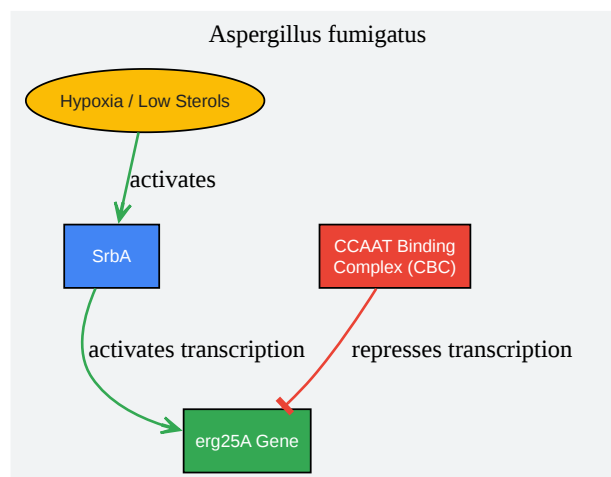 Aspergillus fumigatus
Hypoxia / Low Sterols
activates
SrbA
CCAAT Binding
Complex (CBC)
activates transcription
represses transcription
erg25A Gene